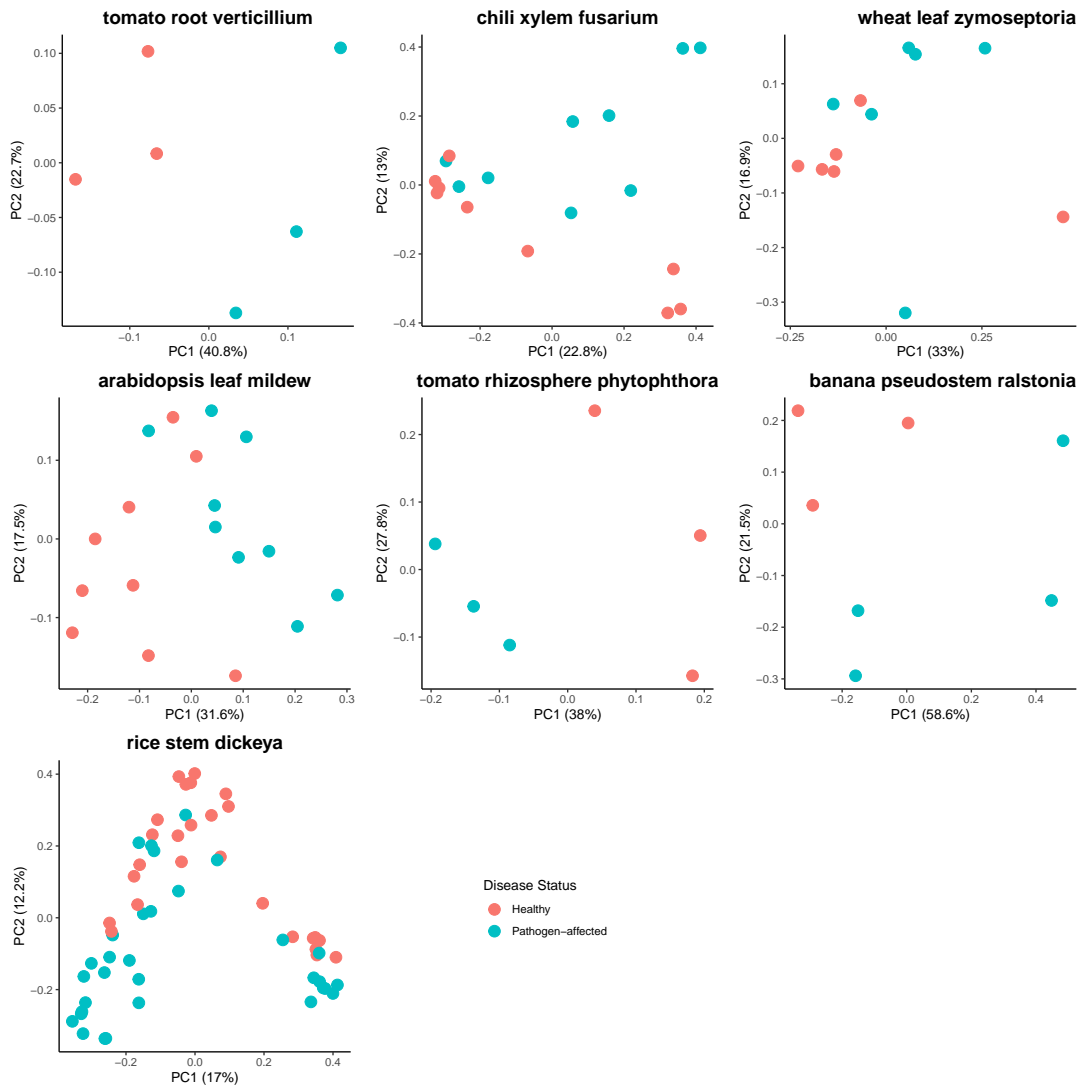 tomato root verticillium
0.10
0.05
0.00
−0.05
−0.10
PC2 (22.7%)
−0.1
0.0
0.1
PC1 (40.8%)
chili xylem fusarium
0.4
0.2
0.0
−0.2
−0.4
PC2 (13%)
−0.2
0.0
0.2
0.4
PC1 (22.8%)
wheat leaf zymoseptoria
0.1
0.0
−0.1
−0.2
−0.3
PC2 (16.9%)
−0.25
0.00
0.25
PC1 (33%)
arabidopsis leaf mildew
0.1
0.0
−0.1
PC2 (17.5%)
−0.2
−0.1
0.0
0.1
0.2
0.3
PC1 (31.6%)
tomato rhizosphere phytophthora
0.2
0.1
0.0
−0.1
PC2 (27.8%)
−0.2
−0.1
0.0
0.1
0.2
PC1 (38%)
banana pseudostem ralstonia
0.2
0.1
0.0
−0.1
−0.2
−0.3
PC2 (21.5%)
−0.2
0.0
0.2
0.4
PC1 (58.6%)
rice stem dickeya
0.4
0.2
0.0
−0.2
PC2 (12.2%)
−0.2
0.0
0.2
0.4
PC1 (17%)
Disease Status
Healthy
Pathogen−affected